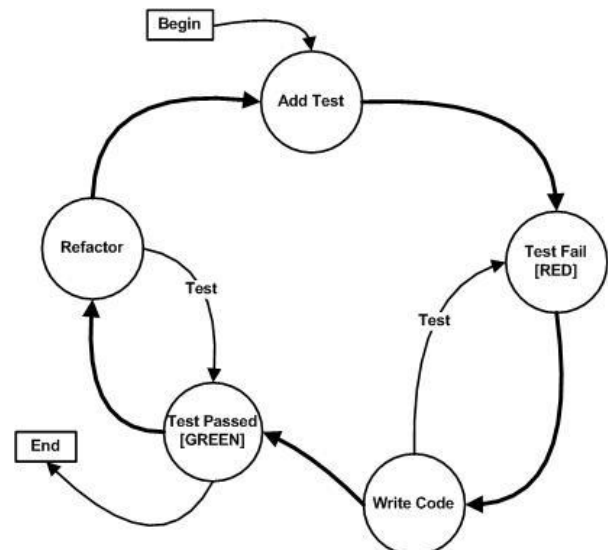 Begin
Add Test
Refactor
Test Fail
[RED]
Test
Test
Test Passed
[GREEN]
End
Write Code